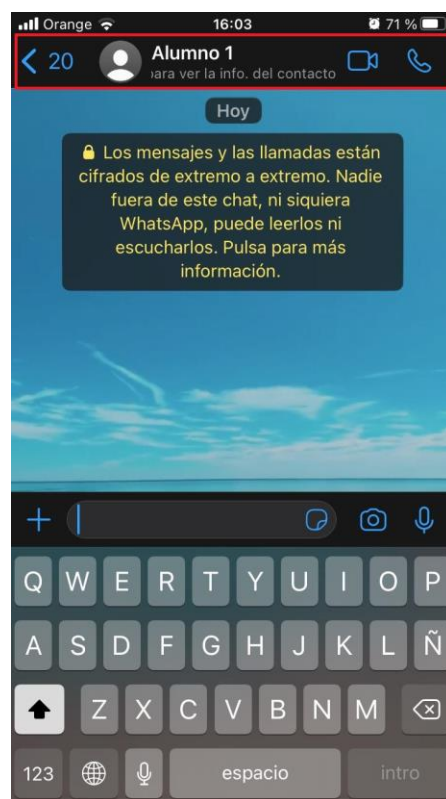 Orange 16:03 71 %
20 Alumno 1
para ver la info. del contacto
Hoy
Los mensajes y las llamadas están
cifrados de extremo a extremo. Nadie
fuera de este chat, ni siquiera
WhatsApp, puede leerlos ni
escucharlos. Pulsa para más
información.
Q W E R T Y U I O P
A S D F G H J K L Ñ
Z X C V B N M
123 espacio intro